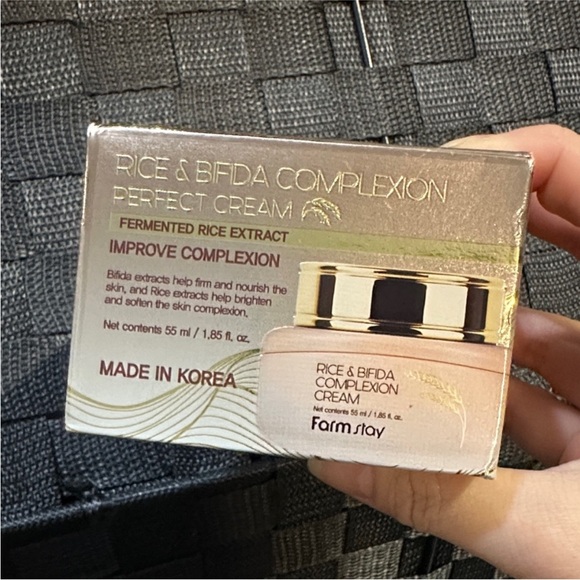 RICE & BIFIDA COMPLEXION
PERFECT CREAM
FERMENTED RICE EXTRACT
IMPROVE COMPLEXION
Bifida extracts help firm and nourish the
skin, and Rice extracts help brighten
and soften the skin complexion.
Net contents 55 ml / 1,85 fl, oz.
MADE IN KOREA
RICE & BIFIDA
COMPLEXION
CREAM
Net contents 55 ml / 1,85 fl, oz.
Farm stay